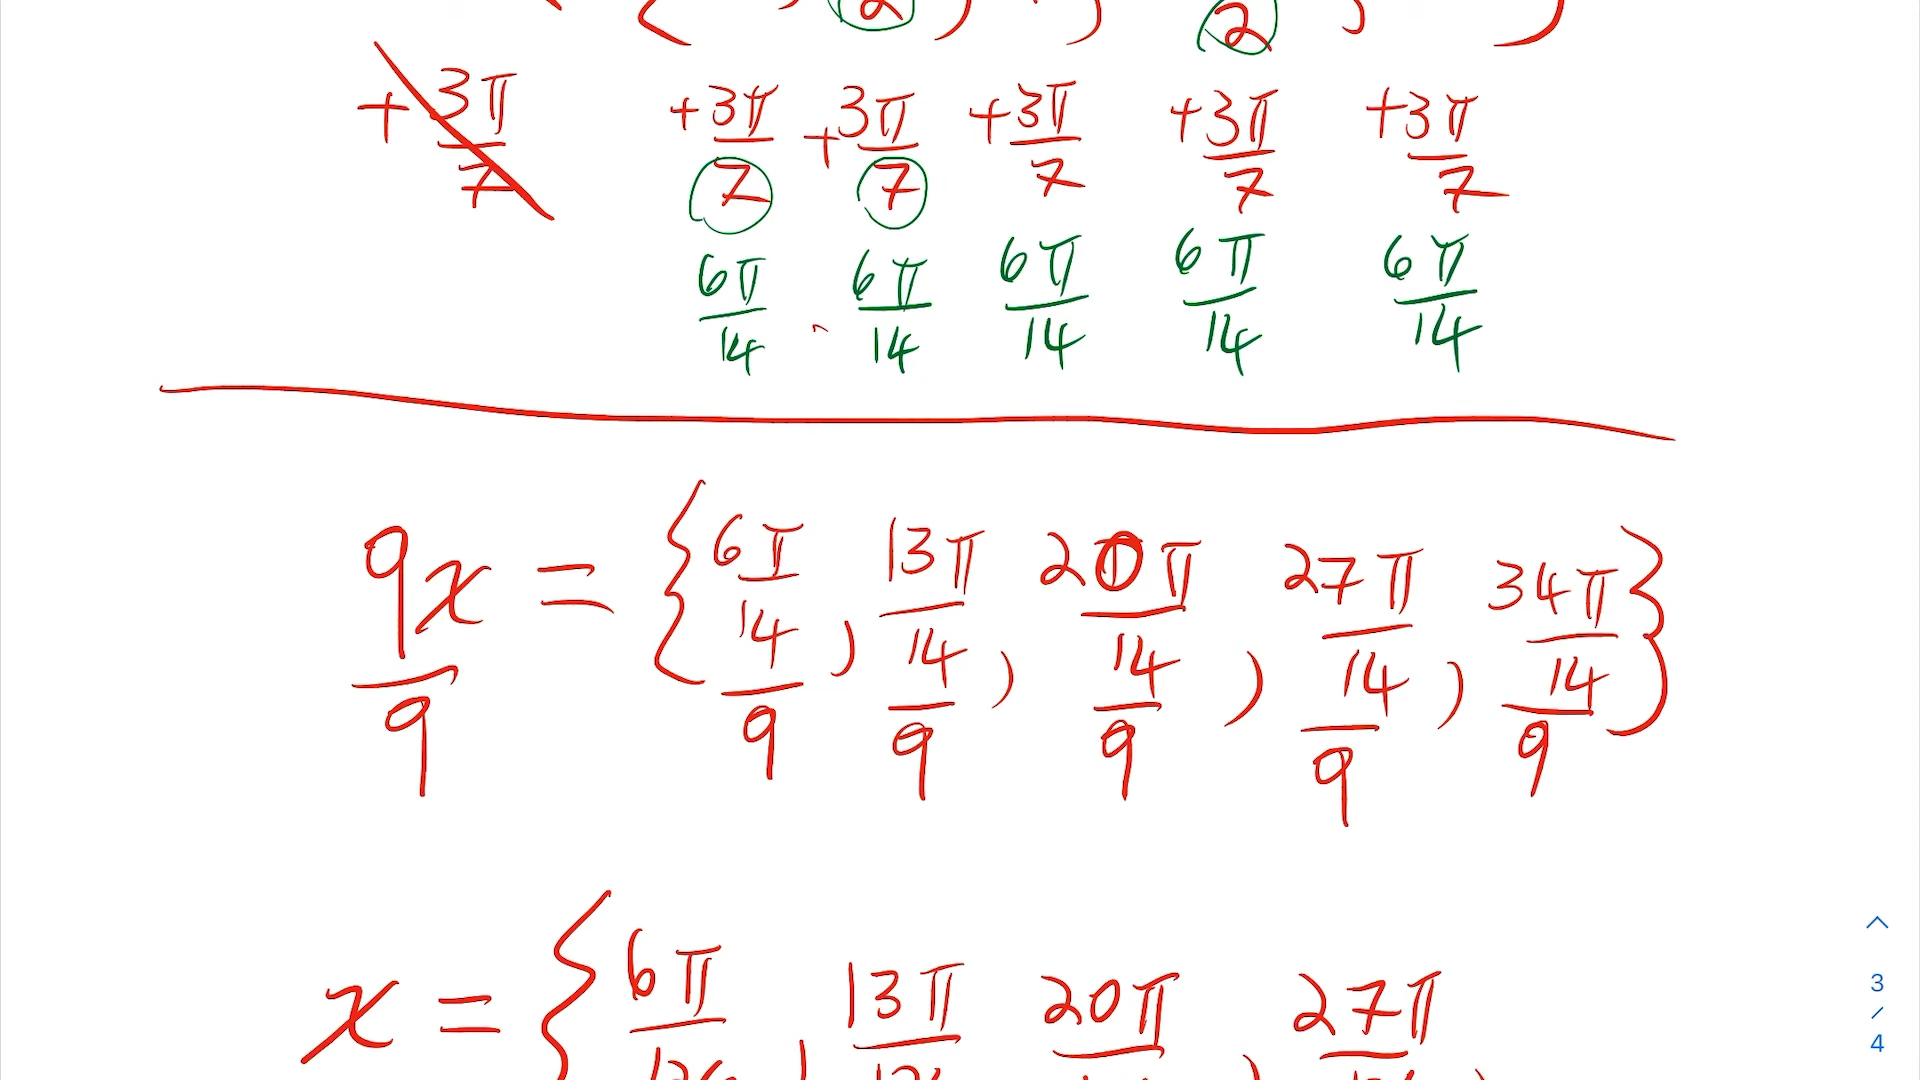 2 2
+ 3π/7 +3π/7 +3π/7 +3π/7 +3π/7 +3π/7
6π/14 6π/14 6π/14 6π/14 6π/14
9x/9 = { 6π/14/9 , 13π/14/9 , 20π/14/9 , 27π/14/9 , 34π/14/9 }
x = { 6π , 13π 20π , 27π
3
/
4